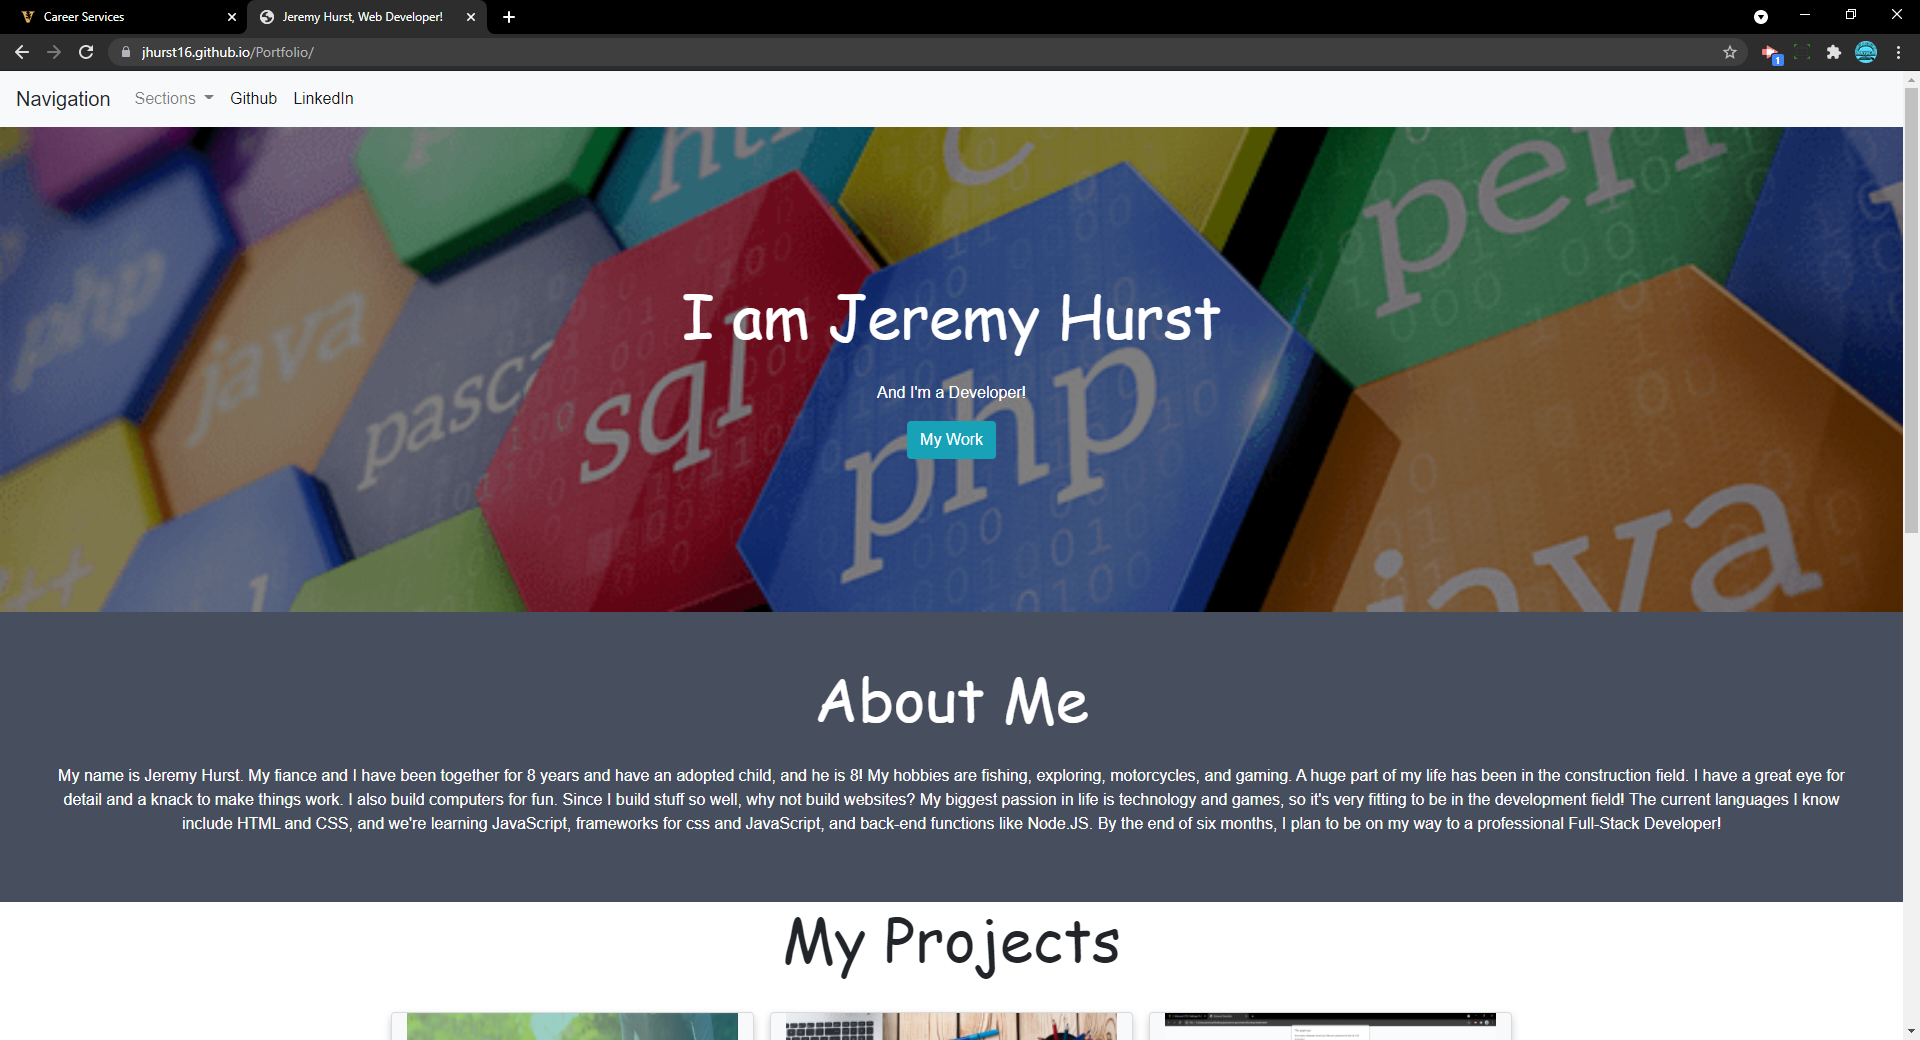 Career Services
Jeremy Hurst, Web Developer!
jhurst16.github.io/Portfolio/
1
Navigation Sections Github LinkedIn
C
perl
php
java
pasca
sql
php
java
I am Jeremy Hurst
And I'm a Developer!
My Work
About Me
My name is Jeremy Hurst. My fiance and I have been together for 8 years and have an adopted child, and he is 8! My hobbies are fishing, exploring, motorcycles, and gaming. A huge part of my life has been in the construction field. I have a great eye for
detail and a knack to make things work. I also build computers for fun. Since I build stuff so well, why not build websites? My biggest passion in life is technology and games, so it's very fitting to be in the development field! The current languages I know
include HTML and CSS, and we're learning JavaScript, frameworks for css and JavaScript, and back-end functions like Node.JS. By the end of six months, I plan to be on my way to a professional Full-Stack Developer!
My Projects